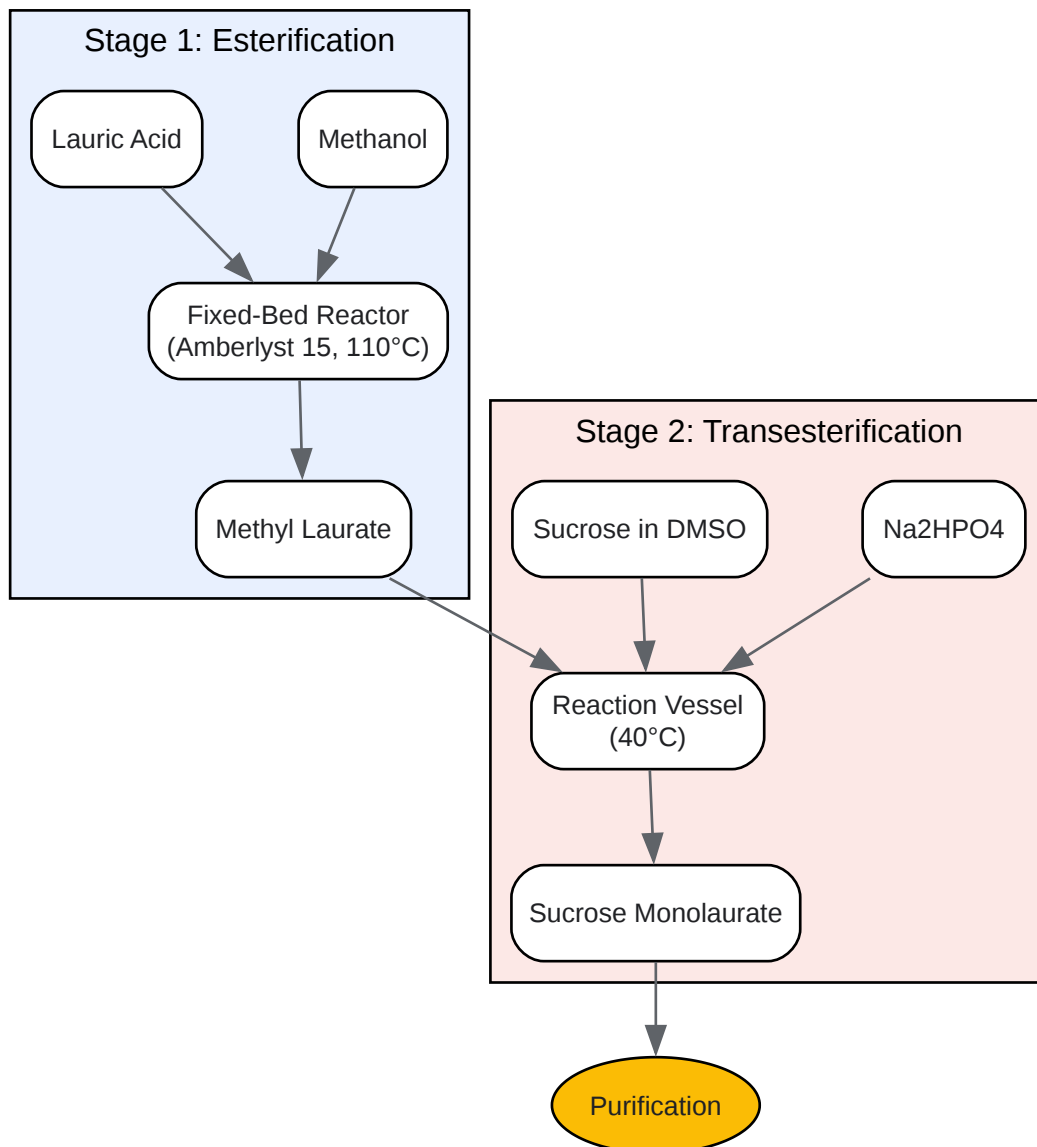 Stage 1: Esterification
Lauric Acid
Methanol
Fixed-Bed Reactor
(Amberlyst 15, 110°C)
Methyl Laurate
Stage 2: Transesterification
Sucrose in DMSO
Na2HPO4
Reaction Vessel
(40°C)
Sucrose Monolaurate
Purification